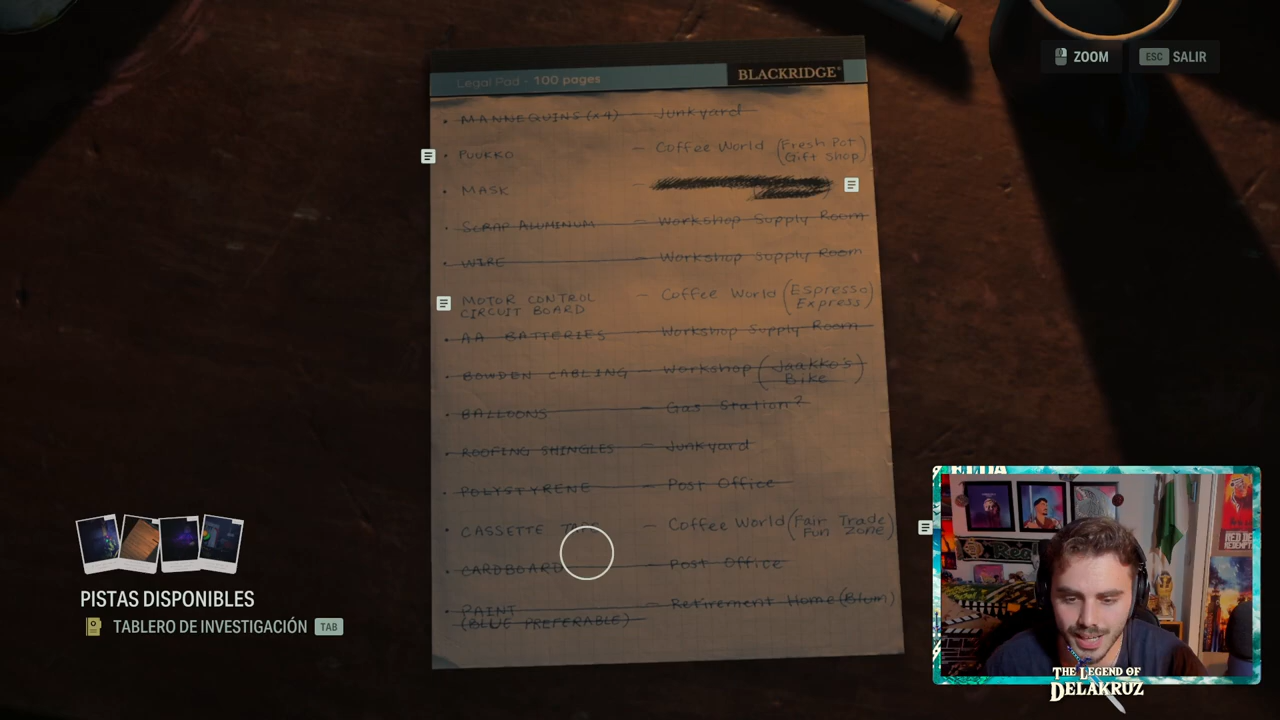 ZOOM
ESC SALIR
Legal Pad - 100 pages
BLACKRIDGE
• MANNEQUINS (x4) — Junkyard
• PUUKKO — Coffee World (Fresh Pot
Gift Shop)
• MASK —
• SCRAP ALUMINUM — Workshop Supply Room
• WIRE — Workshop Supply Room
MOTOR CONTROL — Coffee World (Espresso
CIRCUIT BOARD Express)
• AA BATTERIES — Workshop Supply Room
• BOWDEN CABLING — Workshop (Jaakko's
Bike)
• BALLOONS — Gas Station?
• ROOFING SHINGLES — Junkyard
• POLYSTYRENE — Post Office
• CASSETTE TAPE — Coffee World (Fair Trade
Fun Zone)
• CARDBOARD — Post Office
• PAINT — Retirement Home (Blum)
(BLUE PREFERABLE)
PISTAS DISPONIBLES
TABLERO DE INVESTIGACIÓN TAB
RED DEAD
THE LEGEND OF
DELAKRUZ